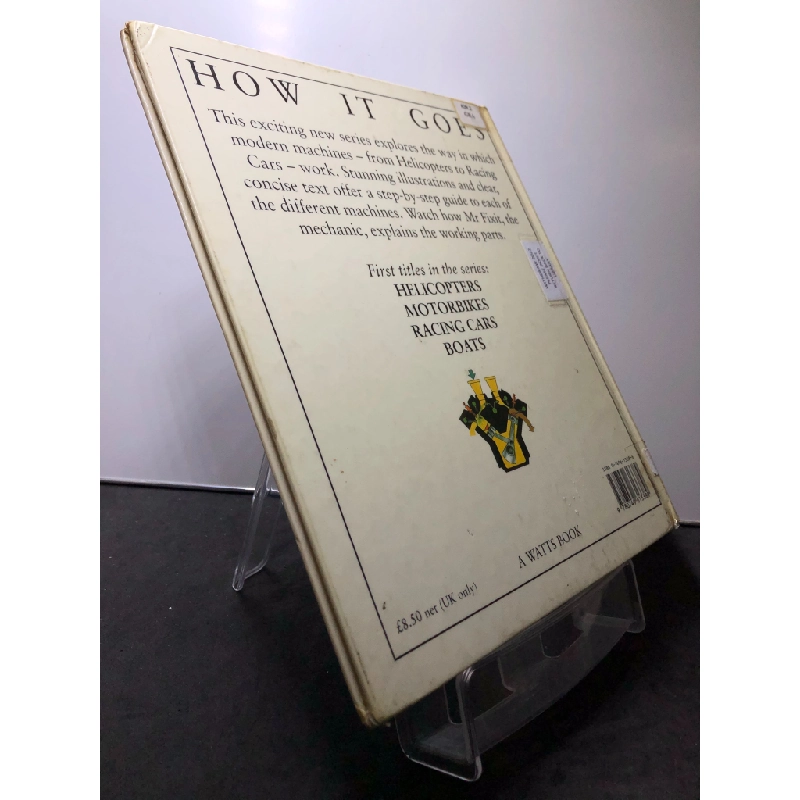 HOW IT GOES
This exciting new series explores the way in which
modern machines – from Helicopters to Racing
Cars – work. Stunning illustrations and clear,
concise text offer a step-by-step guide to each of
the different machines. Watch how Mr Fixit, the
mechanic, explains the working parts.
First titles in the series:
HELICOPTERS
MOTORBIKES
RACING CARS
BOATS
A WATTS BOOK
£8.50 net (UK only)